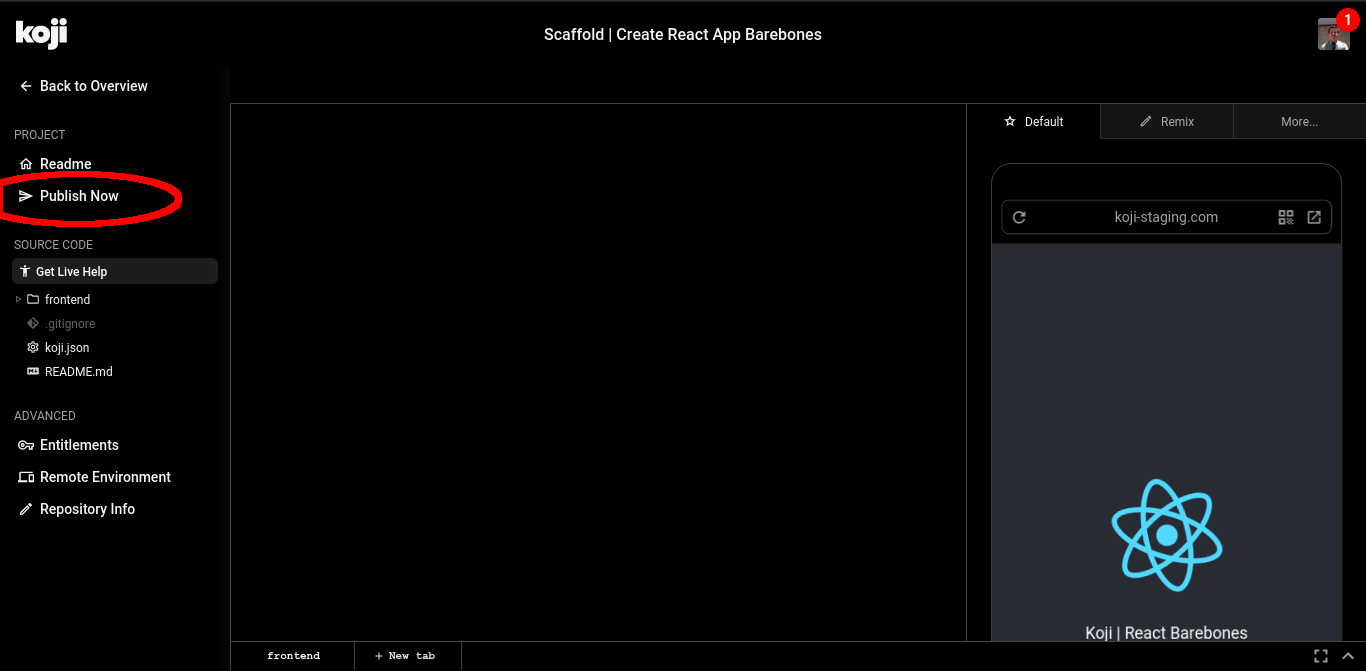 koji
Scaffold | Create React App Barebones
1
Back to Overview
PROJECT
Readme
Publish Now
SOURCE CODE
Get Live Help
frontend
.gitignore
koji.json
README.md
ADVANCED
Entitlements
Remote Environment
Repository Info
Default
Remix
More...
koji-staging.com
Koji | React Barebones
frontend
+ New tab